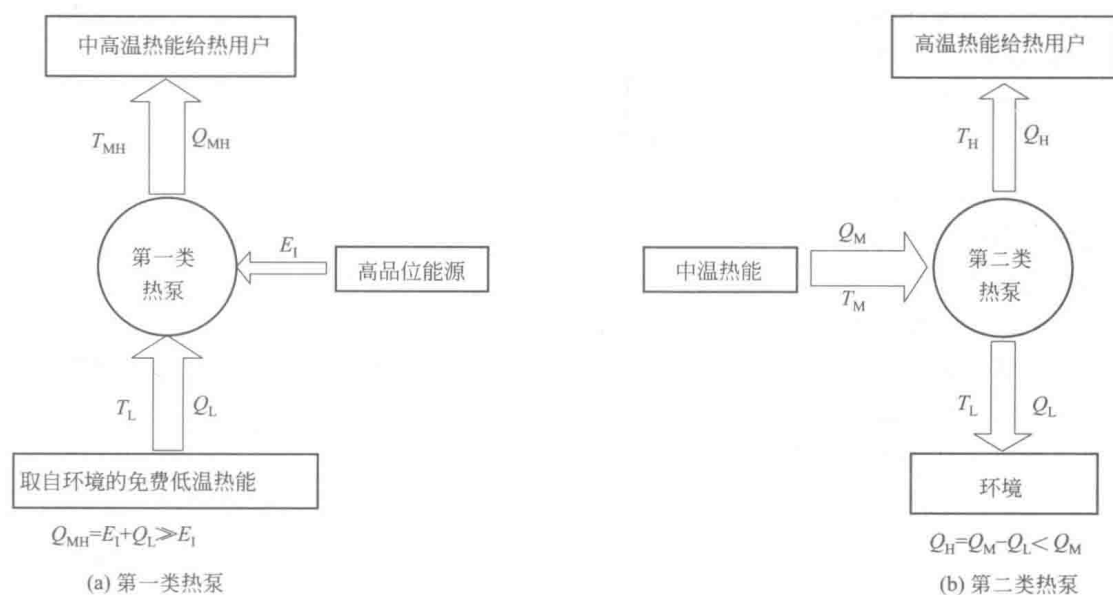 中高温热能给热用户
T_MH Q_MH
第一类
热泵
E_I
高品位能源
T_L Q_L
取自环境的免费低温热能
Q_MH=E_I+Q_L≫E_I
(a) 第一类热泵
高温热能给热用户
T_H Q_H
中温热能
Q_M
T_M
第二类
热泵
T_L Q_L
环境
Q_H=Q_M−Q_L<Q_M
(b) 第二类热泵